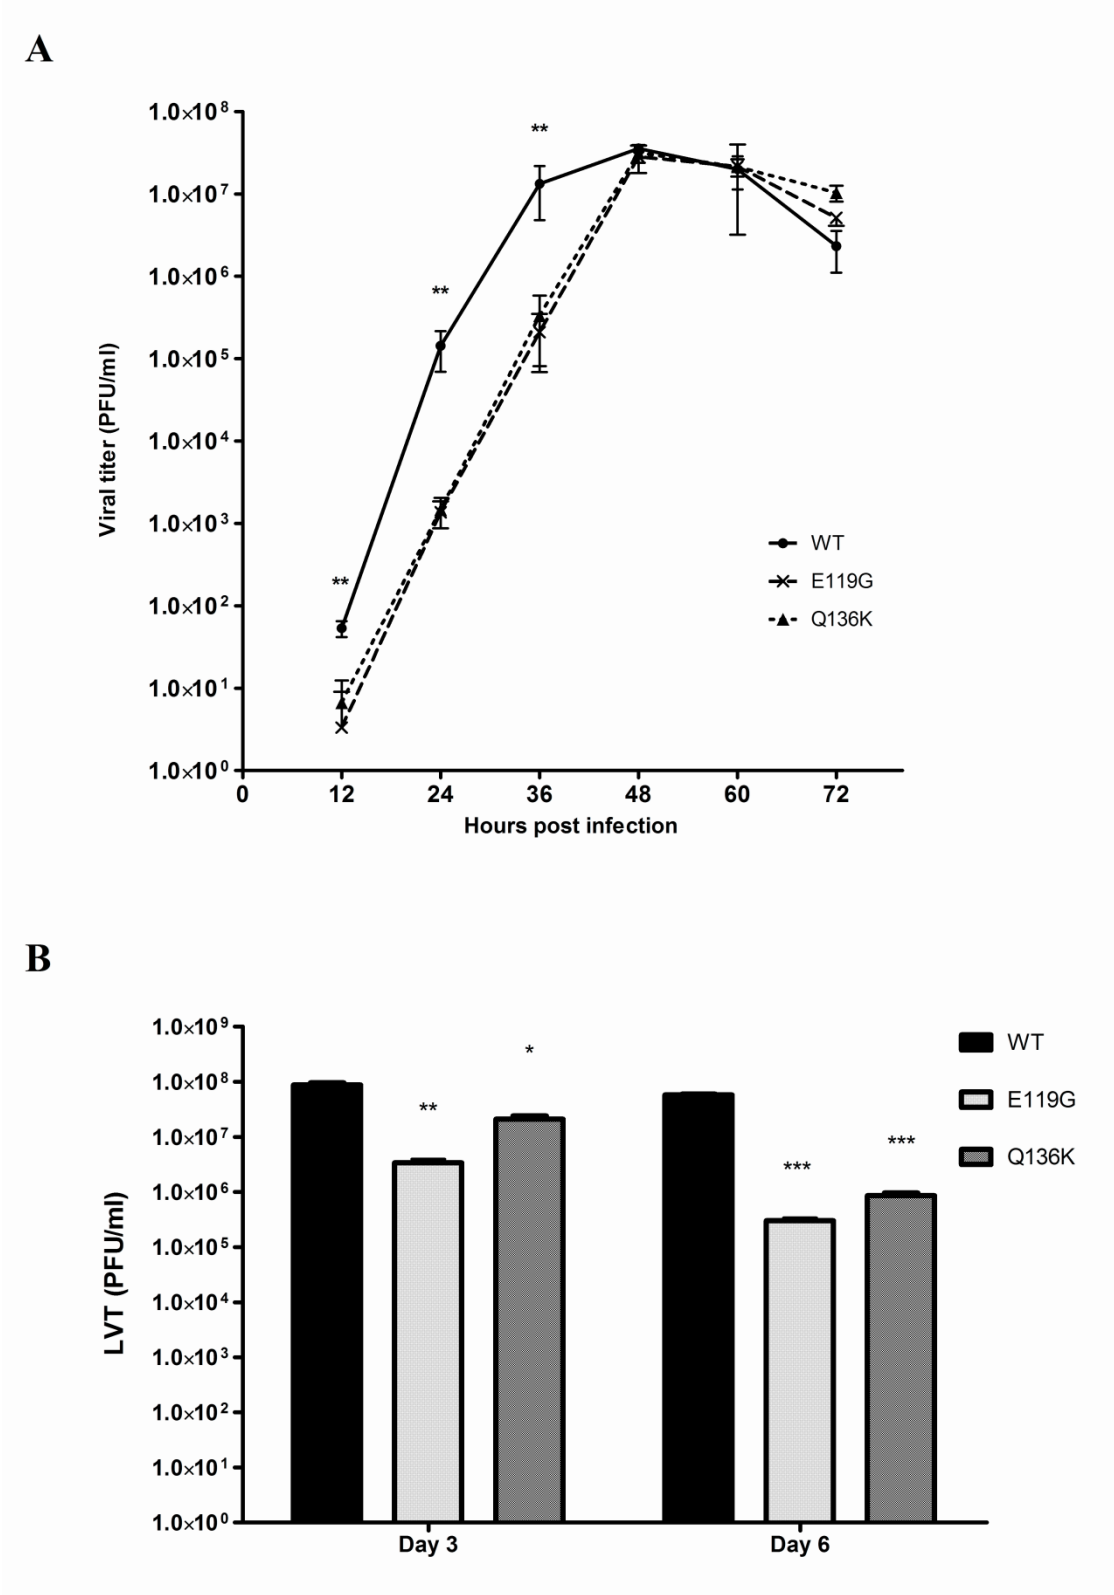 A
1.0×10⁸
1.0×10⁷
1.0×10⁶
1.0×10⁵
1.0×10⁴
1.0×10³
1.0×10²
1.0×10¹
1.0×10⁰
Viral titer (PFU/ml)
**
**
**
WT
E119G
Q136K
0 12 24 36 48 60 72
Hours post infection
B
1.0×10⁹
1.0×10⁸
1.0×10⁷
1.0×10⁶
1.0×10⁵
1.0×10⁴
1.0×10³
1.0×10²
1.0×10¹
1.0×10⁰
LVT (PFU/ml)
*
**
***
***
WT
E119G
Q136K
Day 3 Day 6